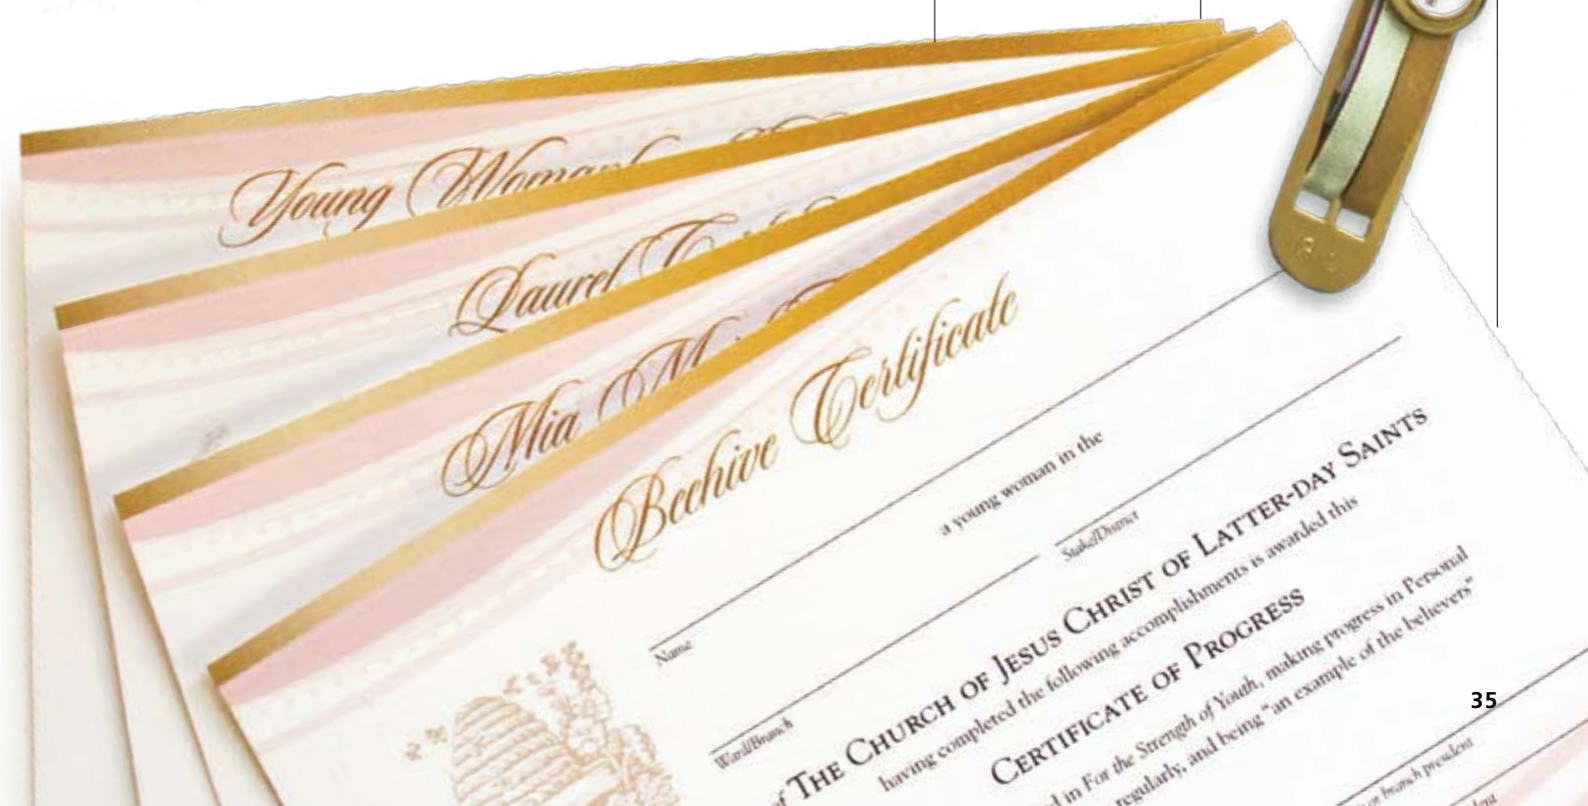 Young
Laurel
Mia
Beehive Certificate
Name
a young woman in the
Ward/Branch
Stake/District
of THE CHURCH OF JESUS CHRIST OF LATTER-DAY SAINTS
having completed the following accomplishments is awarded this
CERTIFICATE OF PROGRESS
in For the Strength of Youth, making progress in Personal
regularly, and being "an example of the believers"
or branch president
35